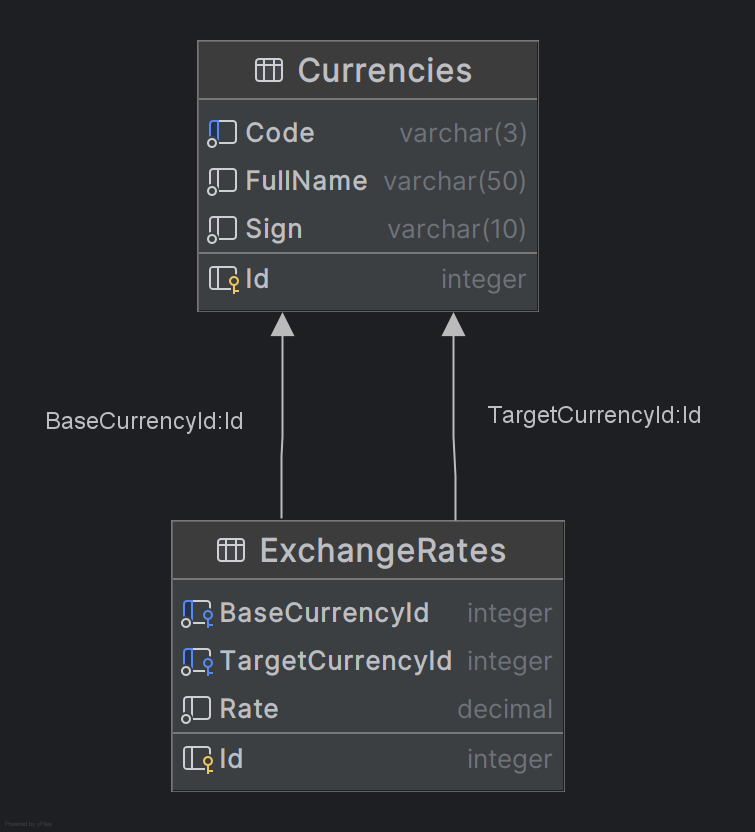 Currencies
Code varchar(3)
FullName varchar(50)
Sign varchar(10)
Id integer
BaseCurrencyId:Id
TargetCurrencyId:Id
ExchangeRates
BaseCurrencyId integer
TargetCurrencyId integer
Rate decimal
Id integer
Powered by yFiles